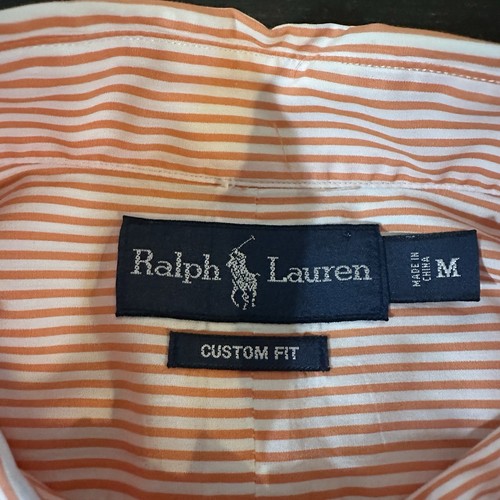 Ralph Lauren
MADE IN
CHINA
M
CUSTOM FIT